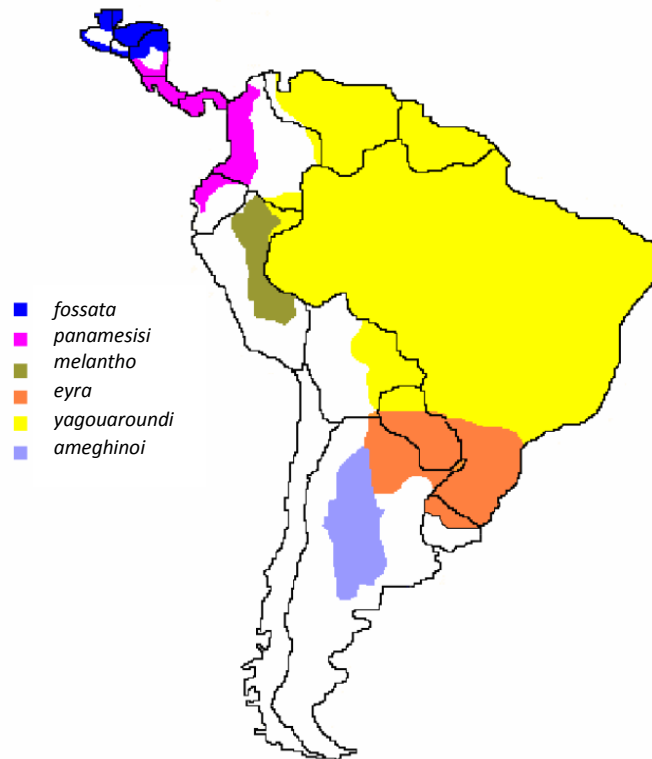 fossata
panamesisi
melantho
eyra
yagouaroundi
ameghinoi